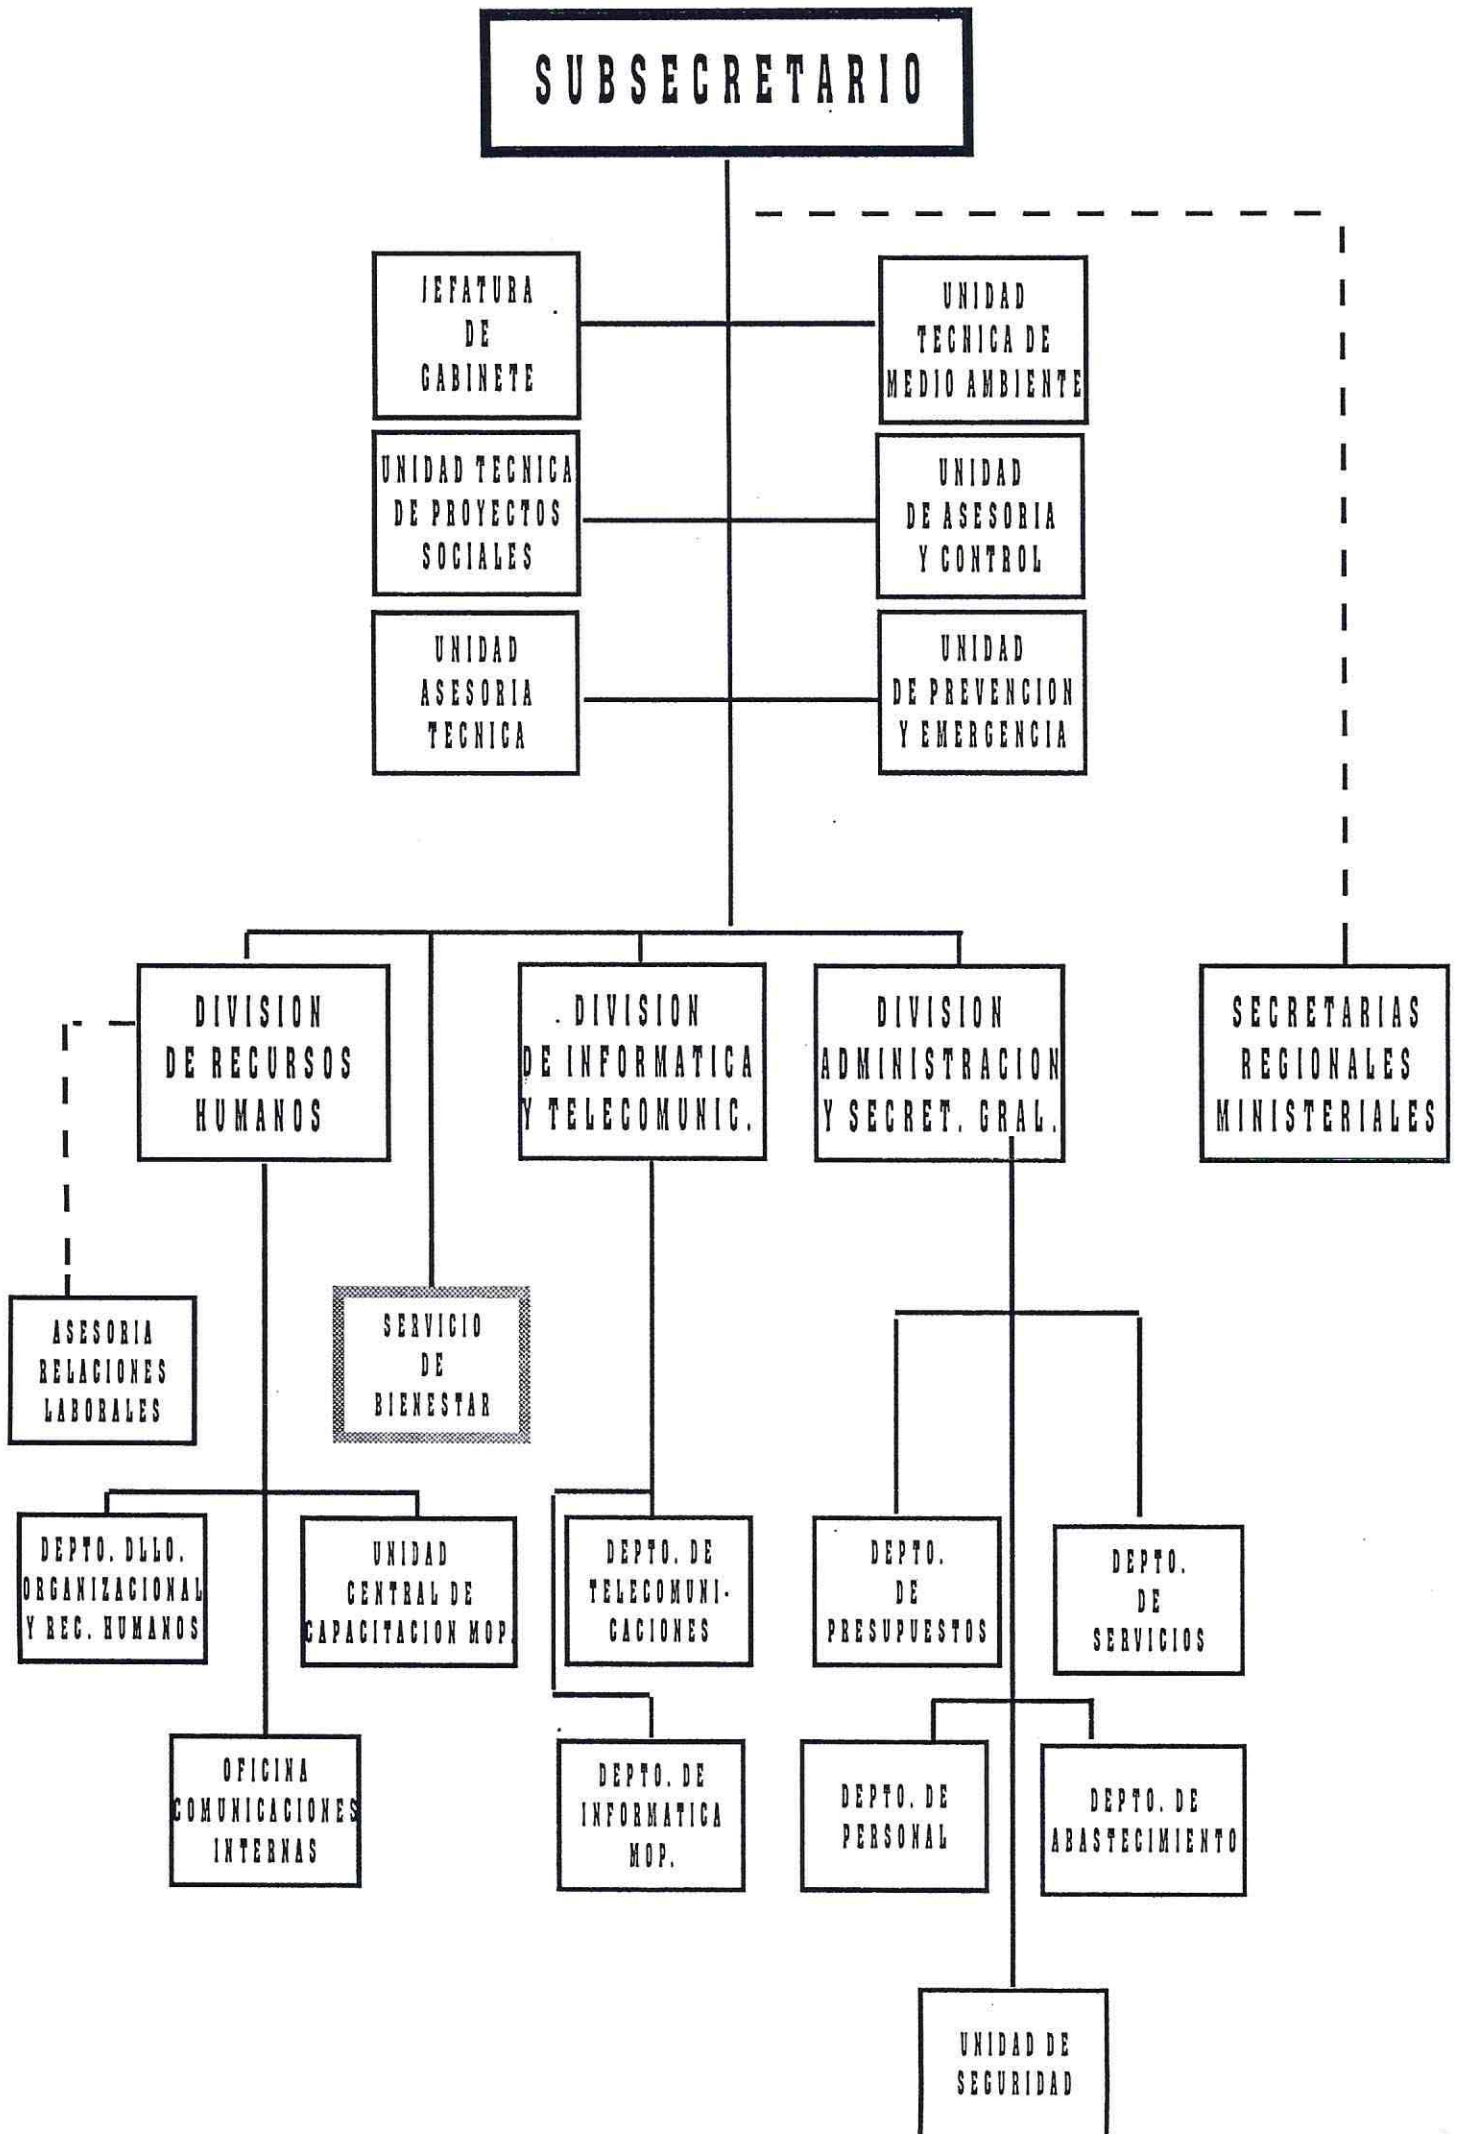 SUBSECRETARIO
JEFATURA
DE
GABINETE
UNIDAD
TECNICA DE
MEDIO AMBIENTE
UNIDAD TECNICA
DE PROYECTOS
SOCIALES
UNIDAD
DE ASESORIA
Y CONTROL
UNIDAD
ASESORIA
TECNICA
UNIDAD
DE PREVENCION
Y EMERGENCIA
DIVISION
DE RECURSOS
HUMANOS
DIVISION
DE INFORMATICA
Y TELECOMUNIC.
DIVISION
ADMINISTRACION
Y SECRET. GRAL.
SECRETARIAS
REGIONALES
MINISTERIALES
ASESORIA
RELACIONES
LABORALES
SERVICIO
DE
BIENESTAR
DEPTO. DLLO.
ORGANIZACIONAL
Y REC. HUMANOS
UNIDAD
CENTRAL DE
CAPACITACION MOP.
DEPTO. DE
TELECOMUNI-
CACIONES
DEPTO.
DE
PRESUPUESTOS
DEPTO.
DE
SERVICIOS
OFICINA
COMUNICACIONES
INTERNAS
DEPTO. DE
INFORMATICA
MOP.
DEPTO. DE
PERSONAL
DEPTO. DE
ABASTECIMIENTO
UNIDAD DE
SEGURIDAD